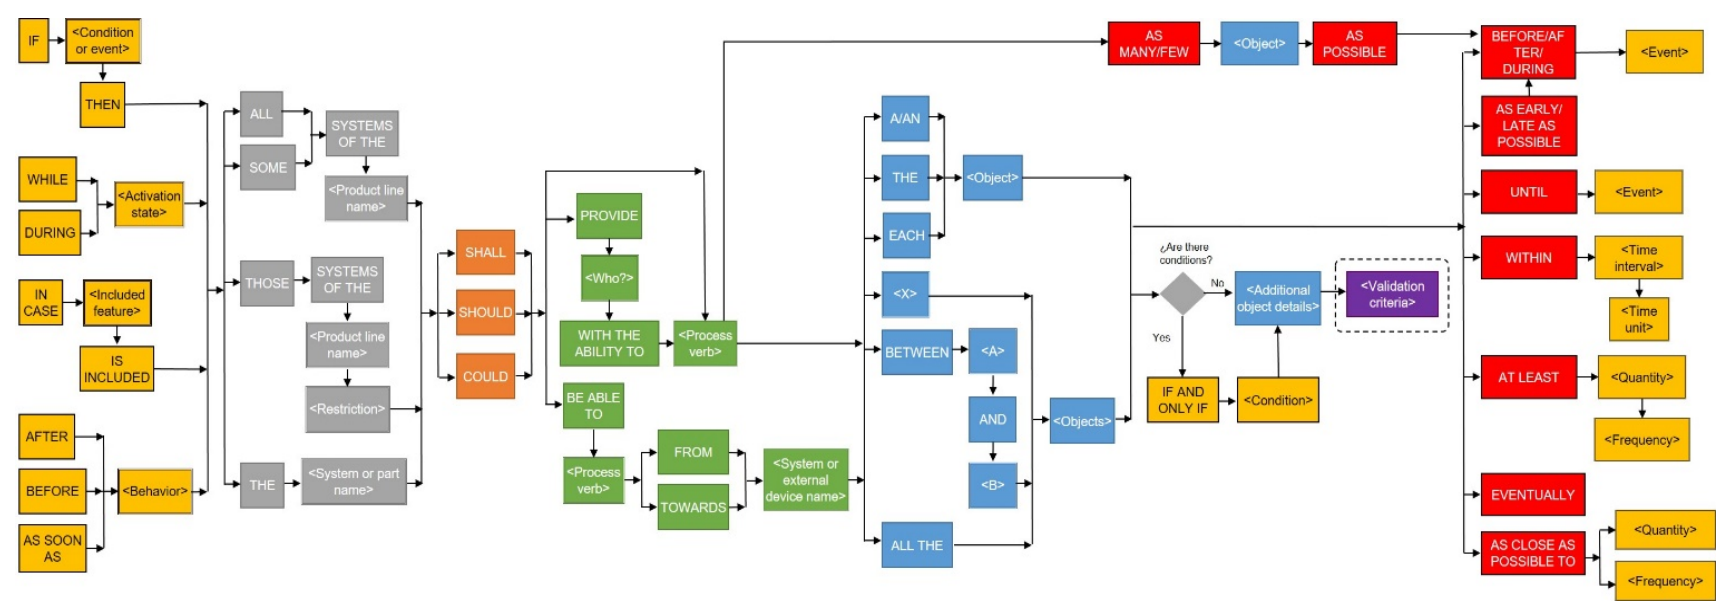 IF
<Condition
or event>
THEN
WHILE
DURING
<Activation
state>
IN
CASE
<Included
feature>
IS
INCLUDED
AFTER
BEFORE
AS SOON
AS
<Behavior>
ALL
SOME
SYSTEMS
OF THE
<Product line
name>
THOSE
SYSTEMS
OF THE
<Product line
name>
<Restriction>
THE
<System or part
name>
SHALL
SHOULD
COULD
PROVIDE
<Who?>
WITH THE
ABILITY TO
<Process
verb>
BE ABLE
TO
<Process
verb>
FROM
TOWARDS
<System or
external
device name>
A/AN
THE
EACH
<Object>
<X>
BETWEEN
<A>
AND
<B>
ALL THE
<Objects>
AS
MANY/FEW
<Object>
AS
POSSIBLE
¿Are there
conditions?
No
Yes
IF AND
ONLY IF
<Condition>
<Additional
object details>
<Validation
criteria>
BEFORE/AF
TER/
DURING
<Event>
AS EARLY/
LATE AS
POSSIBLE
UNTIL
<Event>
WITHIN
<Time
interval>
<Time
unit>
AT LEAST
<Quantity>
<Frequency>
EVENTUALLY
AS CLOSE AS
POSSIBLE TO
<Quantity>
<Frequency>